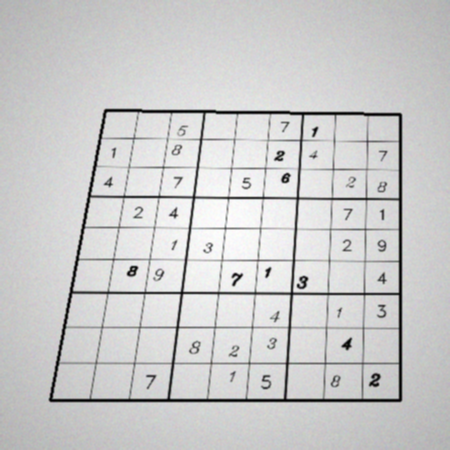 5 7 1
1 8 2 4 7
4 7 5 6 2 8
2 4 7 1
1 3 2 9
8 9 7 1 3 4
4 1 3
8 2 3 4
7 1 5 8 2